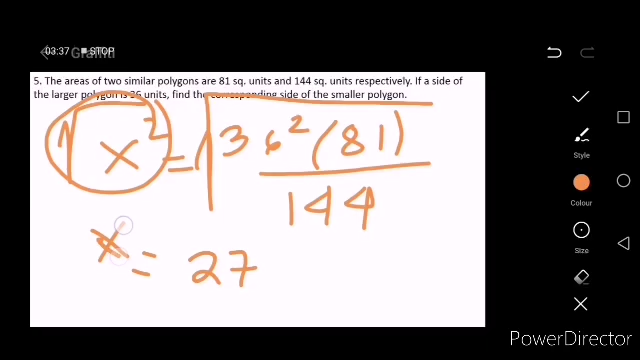 03:37 STOP
5. The areas of two similar polygons are 81 sq. units and 144 sq. units respectively. If a side of
the larger polygon is 36 units, find the corresponding side of the smaller polygon.
√x² = √36²(81)
144
x = 27
Style
Colour
Size
PowerDirector